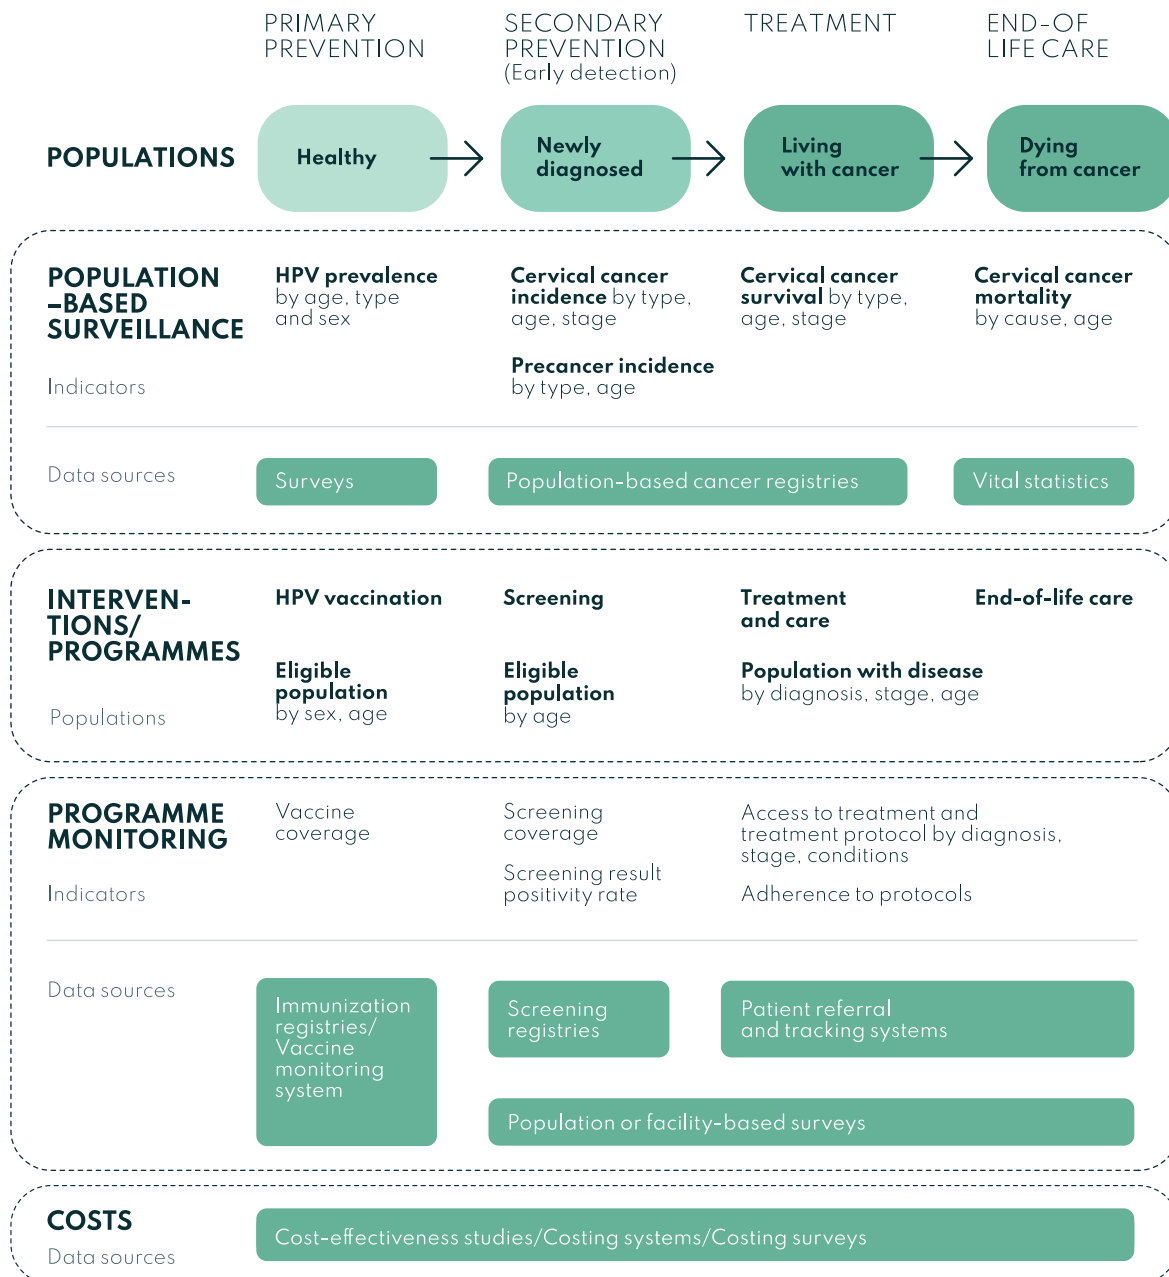 PRIMARY
PREVENTION
SECONDARY
PREVENTION
(Early detection)
TREATMENT
END-OF
LIFE CARE
POPULATIONS
Healthy
Newly
diagnosed
Living
with cancer
Dying
from cancer
POPULATION
–BASED
SURVEILLANCE
Indicators
HPV prevalence
by age, type
and sex
Cervical cancer
incidence by type,
age, stage
Precancer incidence
by type, age
Cervical cancer
survival by type,
age, stage
Cervical cancer
mortality
by cause, age
Data sources
Surveys
Population-based cancer registries
Vital statistics
INTERVEN-
TIONS/
PROGRAMMES
Populations
HPV vaccination
Eligible
population
by sex, age
Screening
Eligible
population
by age
Treatment
and care
Population with disease
by diagnosis, stage, age
End-of-life care
PROGRAMME
MONITORING
Indicators
Vaccine
coverage
Screening
coverage
Screening result
positivity rate
Access to treatment and
treatment protocol by diagnosis,
stage, conditions
Adherence to protocols
Data sources
Immunization
registries/
Vaccine
monitoring
system
Screening
registries
Patient referral
and tracking systems
Population or facility-based surveys
COSTS
Data sources
Cost-effectiveness studies/Costing systems/Costing surveys